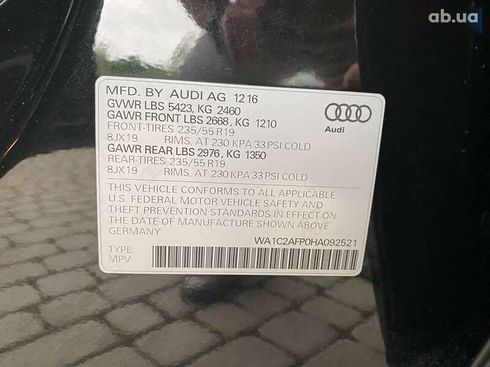 ab.ua
MFD. BY AUDI AG 12 16
GVWR LBS 5423, KG 2460
GAWR FRONT LBS 2668, KG 1210
FRONT-TIRES 235/55 R19
8JX19 RIMS, AT 230 KPA 33 PSI COLD
GAWR REAR LBS 2976, KG 1350
REAR-TIRES 235/55 R19
8JX19 RIMS, AT 230 KPA 33 PSI COLD
Audi
THIS VEHICLE CONFORMS TO ALL APPLICABLE
U.S. FEDERAL MOTOR VEHICLE SAFETY AND
THEFT PREVENTION STANDARDS IN EFFECT ON
THE DATE OF MANUFACTURE SHOWN ABOVE
GERMANY
WA1C2AFP0HA092521
TYPE:
MPV